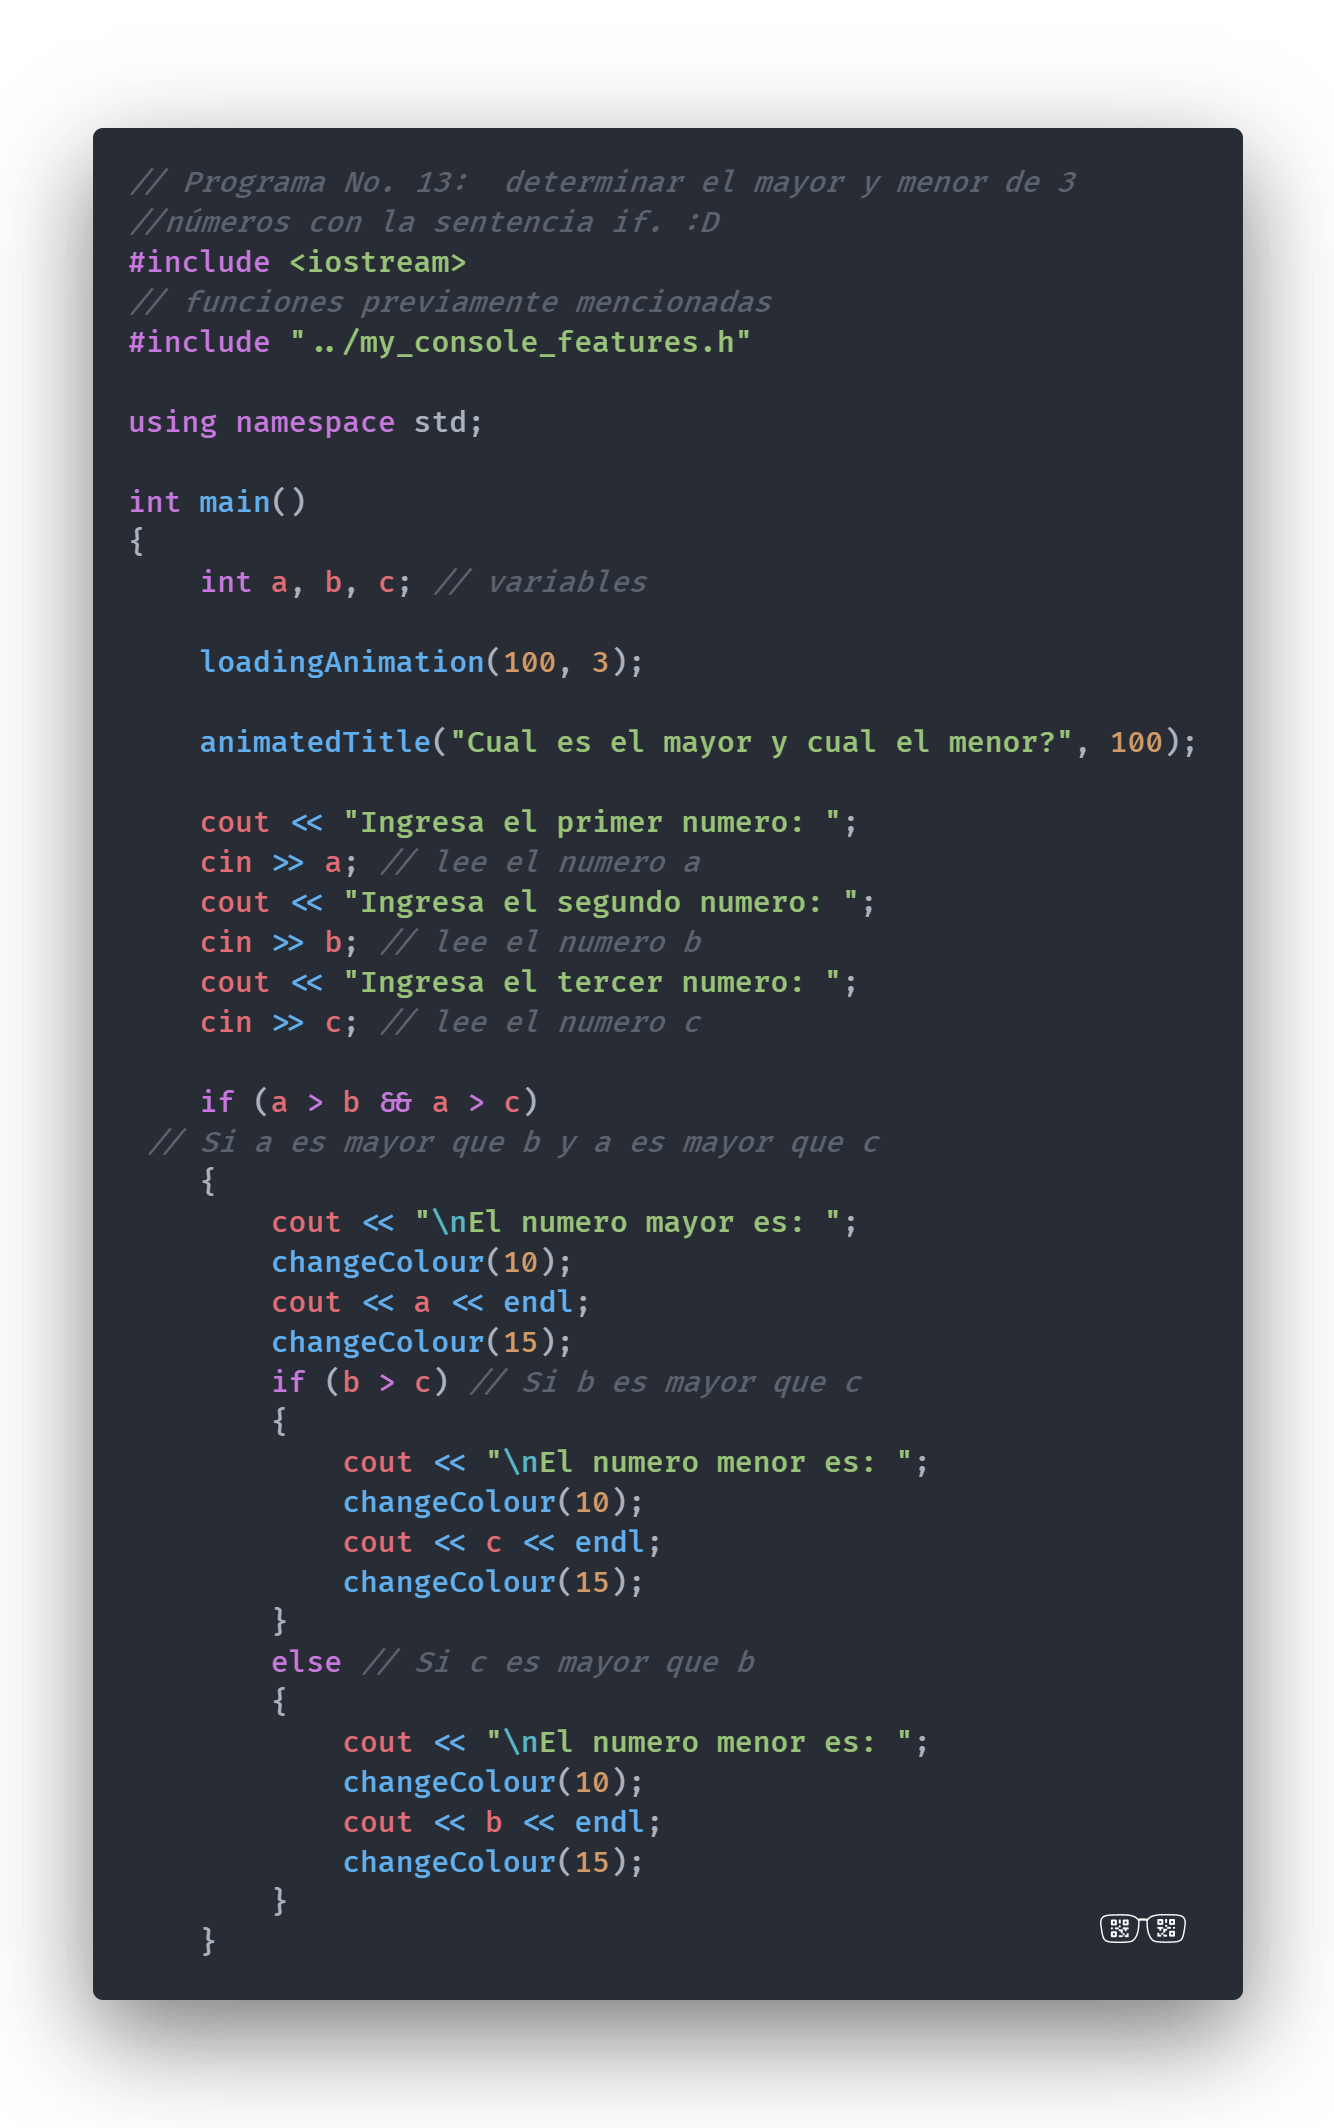 // Programa No. 13:  determinar el mayor y menor de 3
//números con la sentencia if. :D
#include <iostream>
// funciones previamente mencionadas
#include "../my_console_features.h"

using namespace std;

int main()
{
    int a, b, c; // variables

    loadingAnimation(100, 3);

    animatedTitle("Cual es el mayor y cual el menor?", 100);

    cout << "Ingresa el primer numero: ";
    cin >> a; // lee el numero a
    cout << "Ingresa el segundo numero: ";
    cin >> b; // lee el numero b
    cout << "Ingresa el tercer numero: ";
    cin >> c; // lee el numero c

    if (a > b && a > c)
 // Si a es mayor que b y a es mayor que c
    {
        cout << "\nEl numero mayor es: ";
        changeColour(10);
        cout << a << endl;
        changeColour(15);
        if (b > c) // Si b es mayor que c
        {
            cout << "\nEl numero menor es: ";
            changeColour(10);
            cout << c << endl;
            changeColour(15);
        }
        else // Si c es mayor que b
        {
            cout << "\nEl numero menor es: ";
            changeColour(10);
            cout << b << endl;
            changeColour(15);
        }
    }